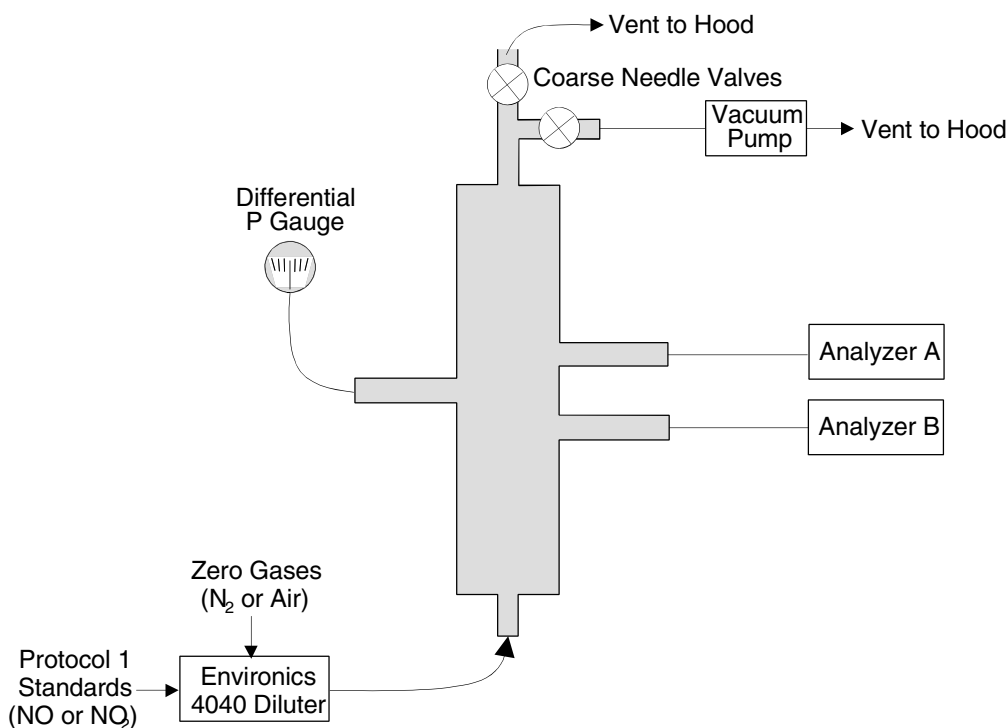 Vent to Hood
Coarse Needle Valves
Vacuum
Pump
Vent to Hood
Differential
P Gauge
Analyzer A
Analyzer B
Zero Gases
(N₂ or Air)
Protocol 1
Standards
(NO or NO₂)
Environics
4040 Diluter